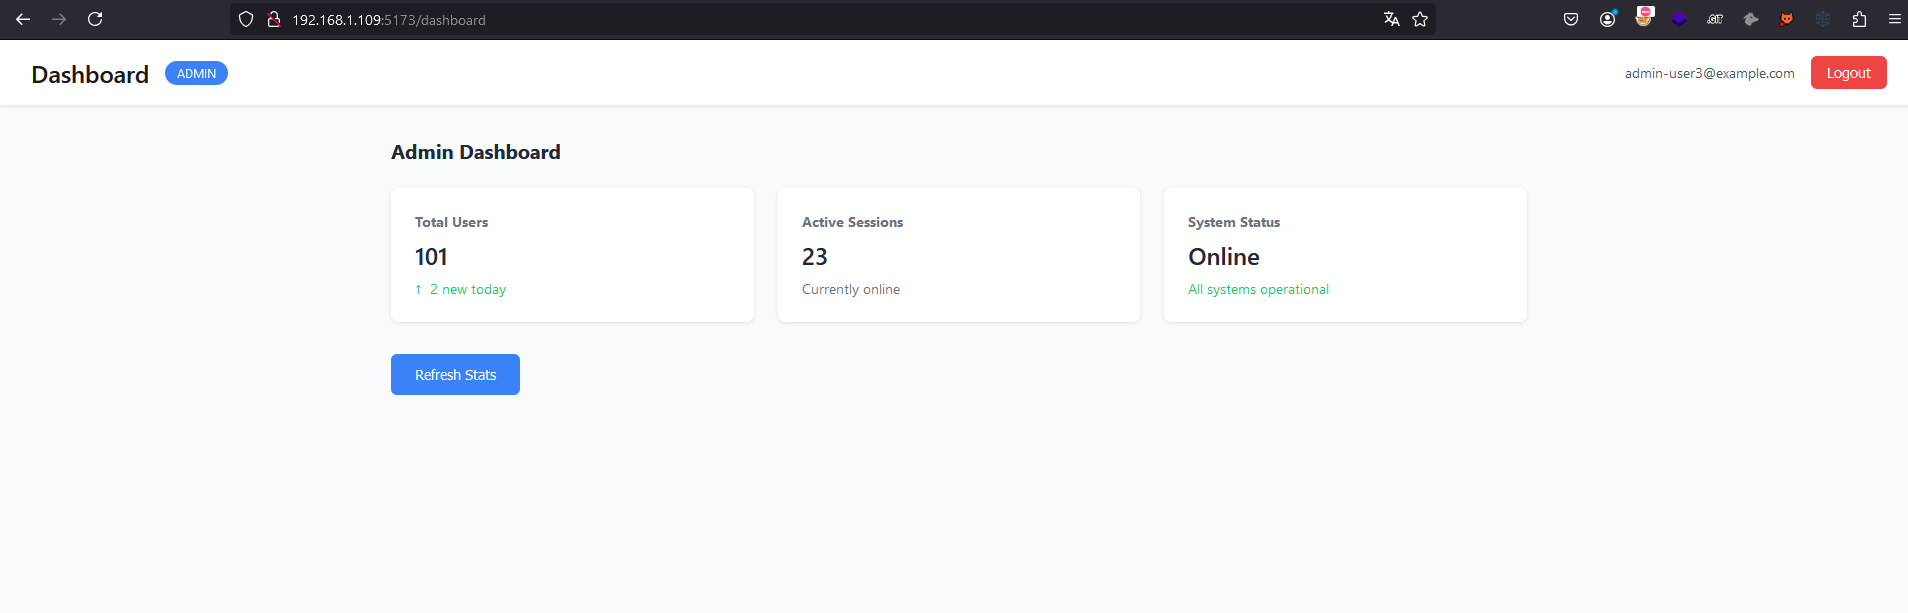 192.168.1.109:5173/dashboard
Dashboard ADMIN admin-user3@example.com Logout
Admin Dashboard
Total Users
101
↑ 2 new today
Active Sessions
23
Currently online
System Status
Online
All systems operational
Refresh Stats